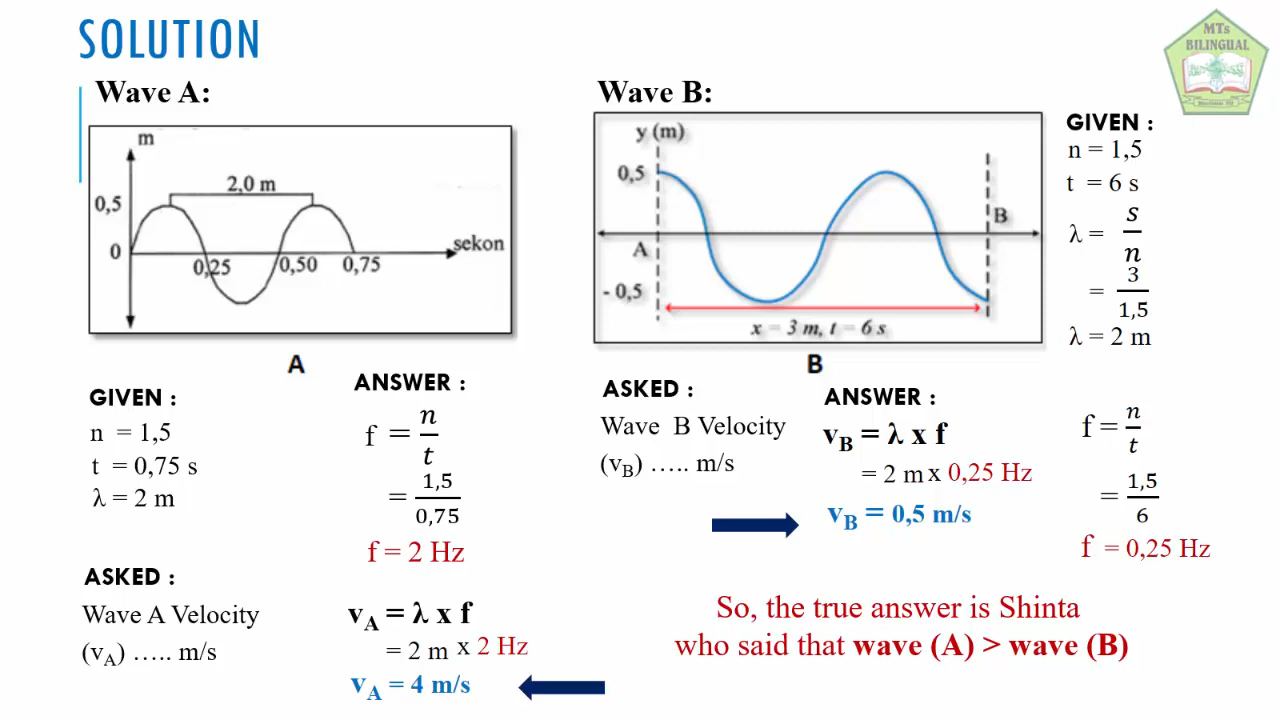 SOLUTION
MTs
BILINGUAL
Wave A:
m
2,0 m
0,5
0
sekon
0,25
0,50
0,75
A
GIVEN :
n = 1,5
t = 0,75 s
λ = 2 m
ASKED :
Wave A Velocity
(vA) ..... m/s
ANSWER :
f = n/t
= 1,5/0,75
f = 2 Hz
vA = λ x f
= 2 m x 2 Hz
vA = 4 m/s
Wave B:
y (m)
0,5
B
A
- 0,5
x = 3 m, t = 6 s
B
GIVEN :
n = 1,5
t = 6 s
λ = s/n
= 3/1,5
λ = 2 m
ASKED :
Wave B Velocity
(vB) ..... m/s
ANSWER :
vB = λ x f
= 2 m x 0,25 Hz
vB = 0,5 m/s
f = n/t
= 1,5/6
f = 0,25 Hz
So, the true answer is Shinta
who said that wave (A) > wave (B)